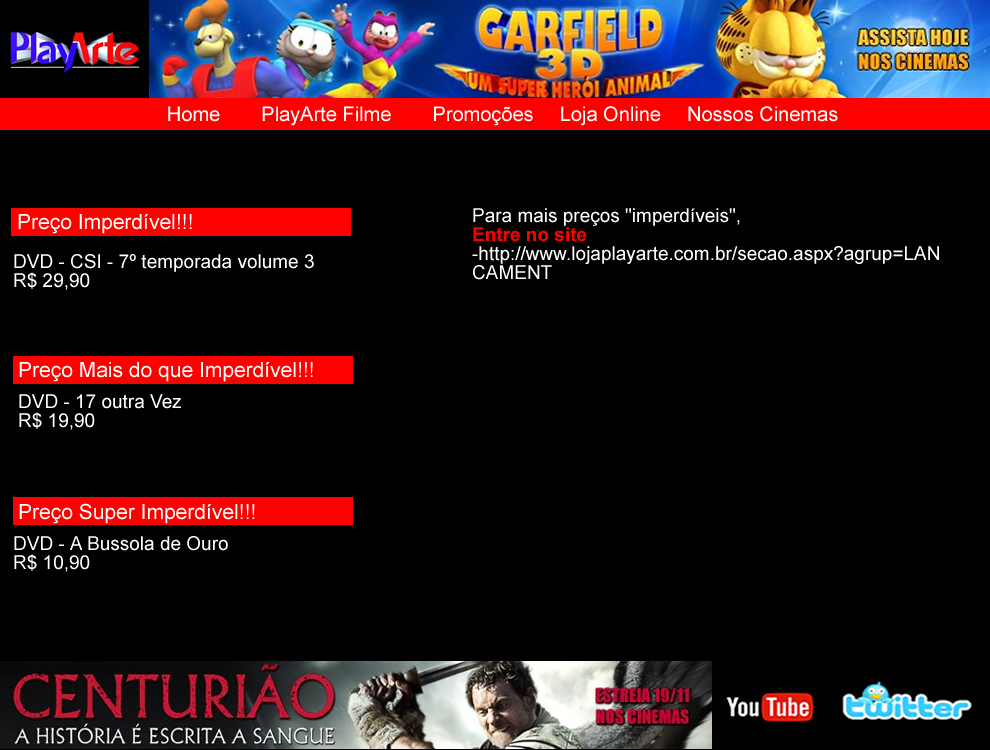 PlayArte
GARFIELD
3D
UM SUPER HERÓI ANIMAL
ASSISTA HOJE
NOS CINEMAS
Home PlayArte Filme Promoções Loja Online Nossos Cinemas
Preço Imperdível!!!
DVD - CSI - 7º temporada volume 3
R$ 29,90
Para mais preços "imperdíveis",
Entre no site
-http://www.lojaplayarte.com.br/secao.aspx?agrup=LAN
CAMENT
Preço Mais do que Imperdível!!!
DVD - 17 outra Vez
R$ 19,90
Preço Super Imperdível!!!
DVD - A Bussola de Ouro
R$ 10,90
CENTURIÃO
A HISTÓRIA É ESCRITA A SANGUE
ESTREIA 19/11
NOS CINEMAS
YouTube
twitter